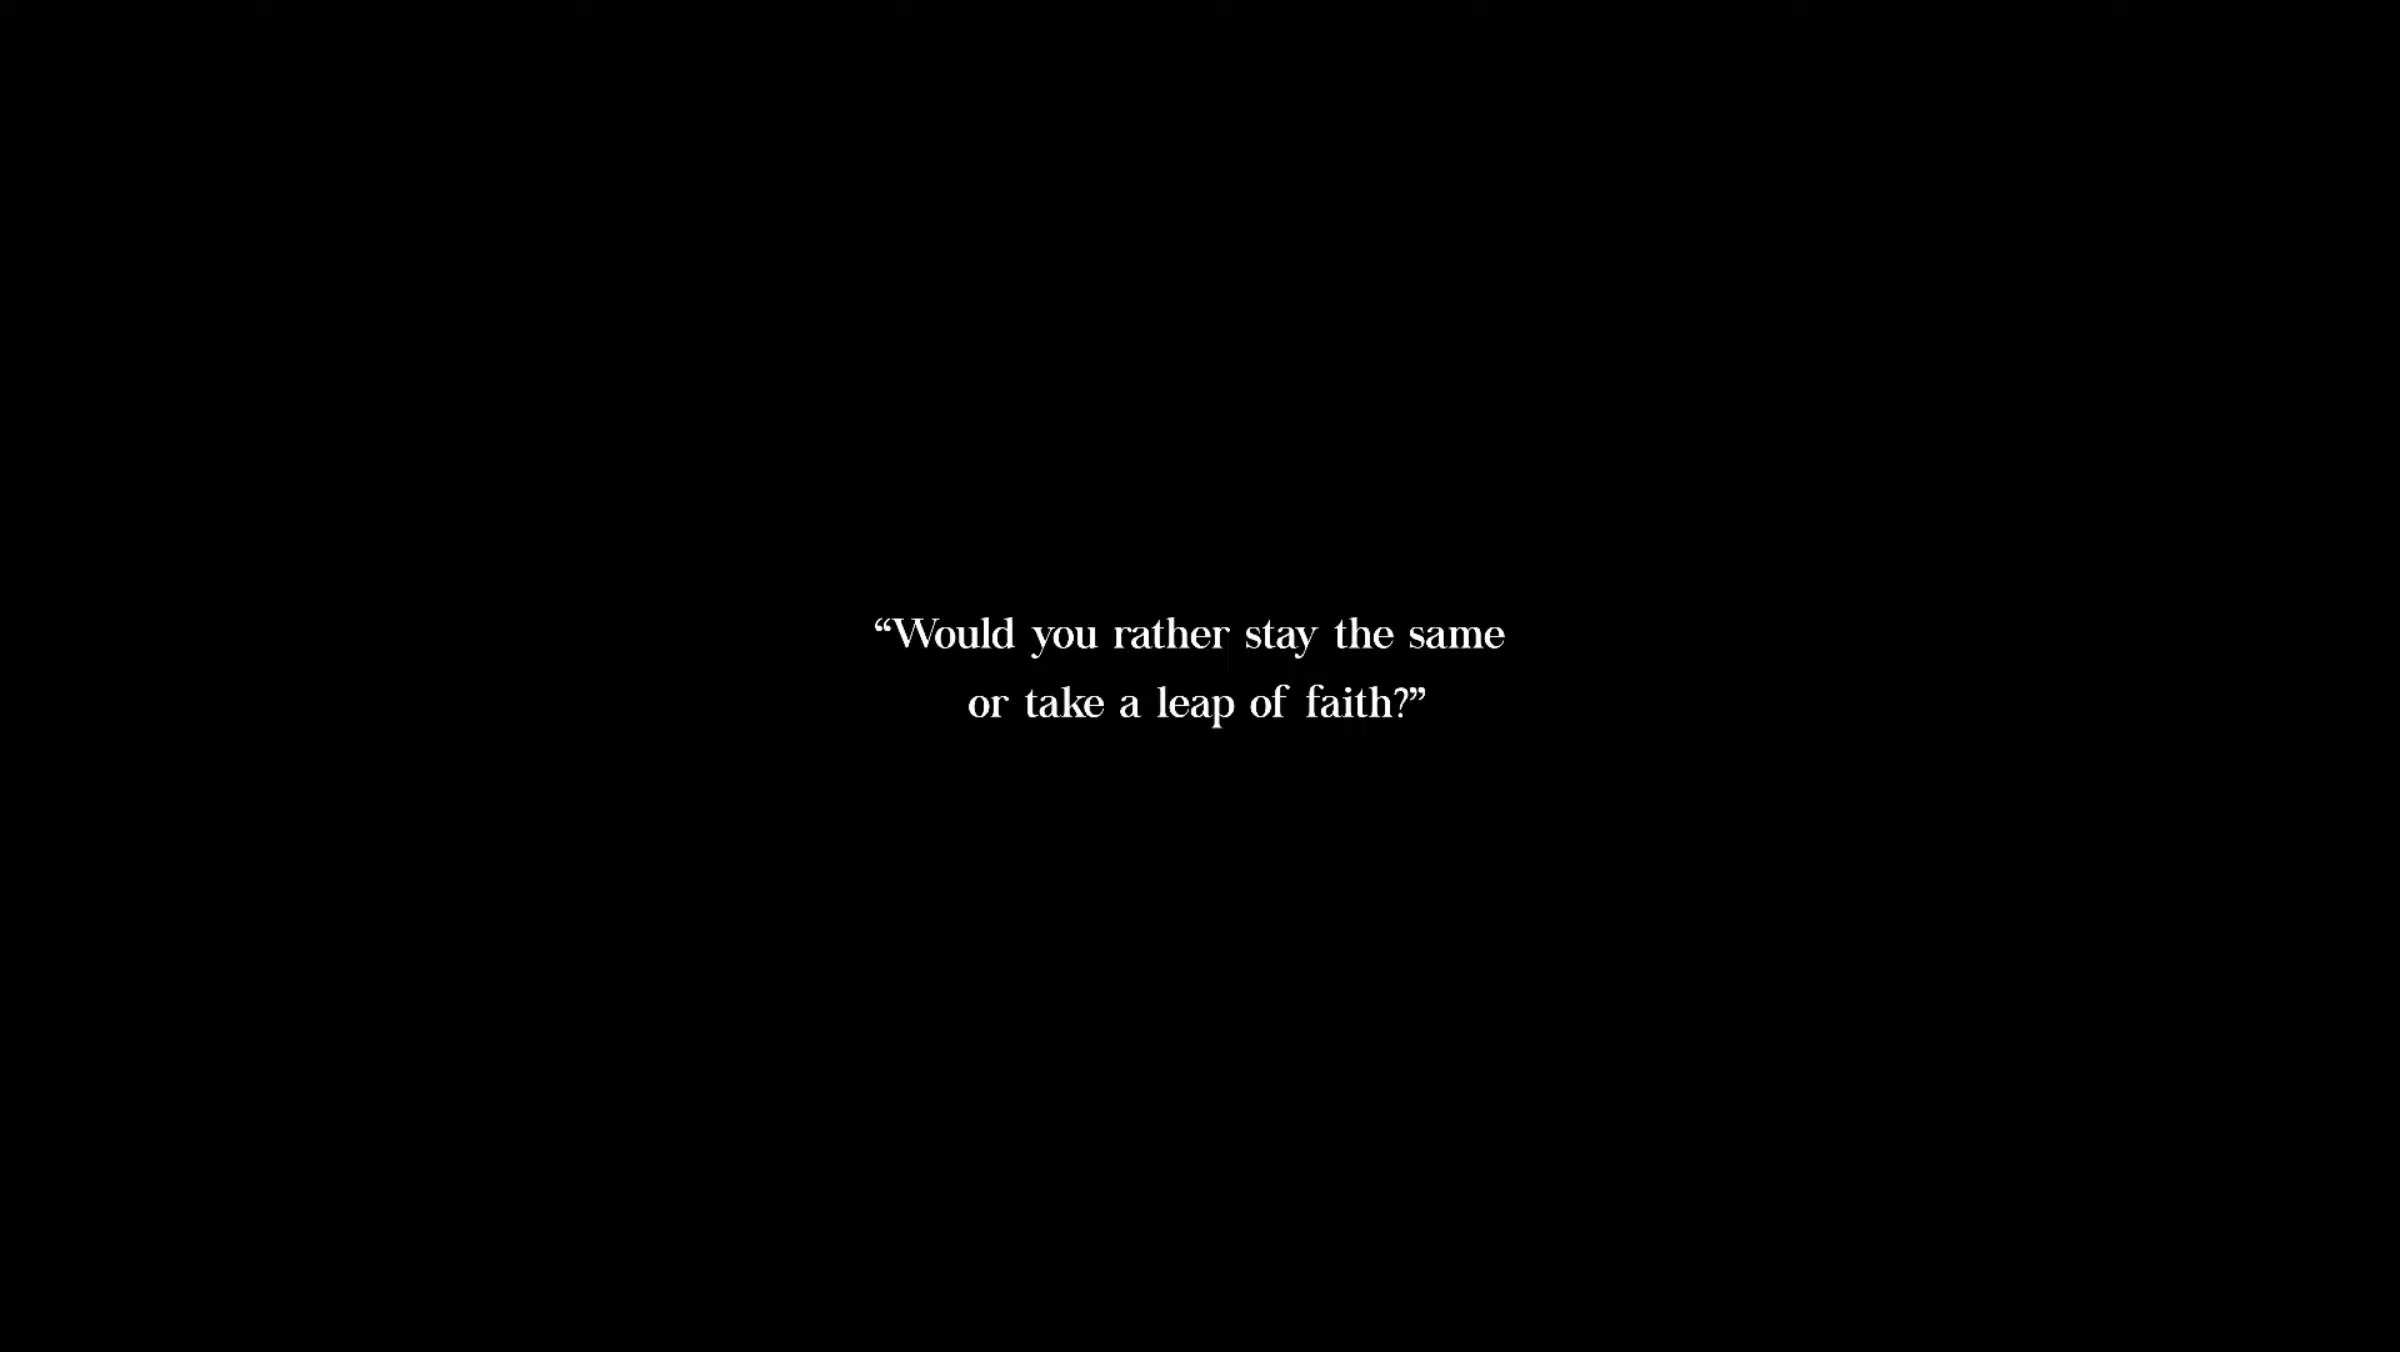 “Would you rather stay the same
or take a leap of faith?”